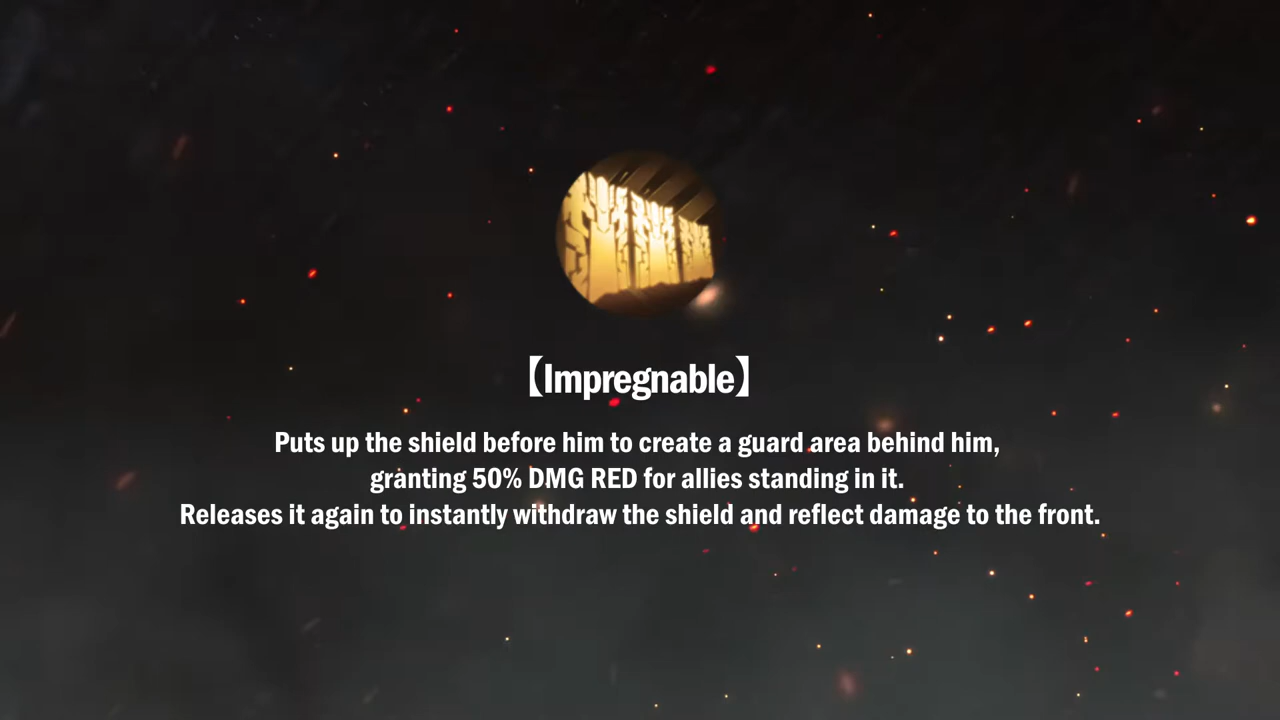 【Impregnable】
Puts up the shield before him to create a guard area behind him,
granting 50% DMG RED for allies standing in it.
Releases it again to instantly withdraw the shield and reflect damage to the front.